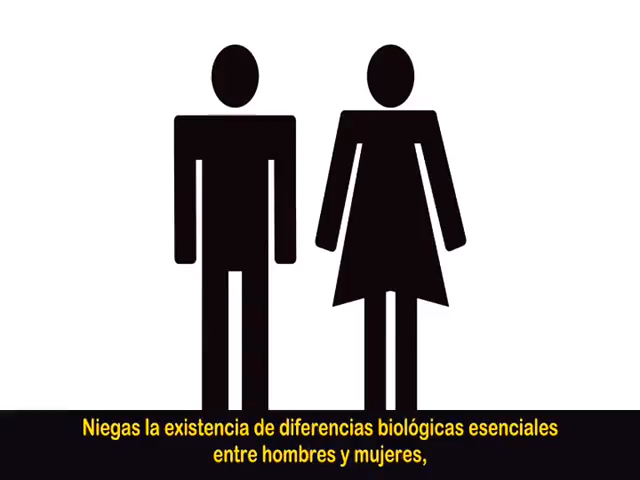 Niegas la existencia de diferencias biológicas esenciales
entre hombres y mujeres,